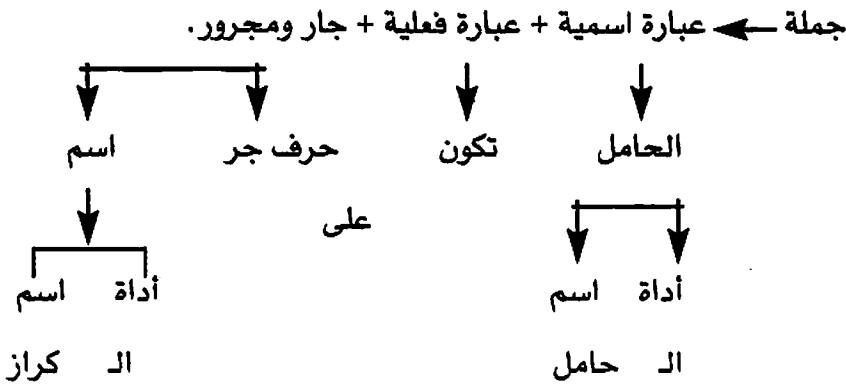 جملة عبارة اسمية + عبارة فعلية + جار ومجرور.
الحامل تكون حرف جر اسم
على
أداة اسم أداة اسم
الـ حامل الـ كراز